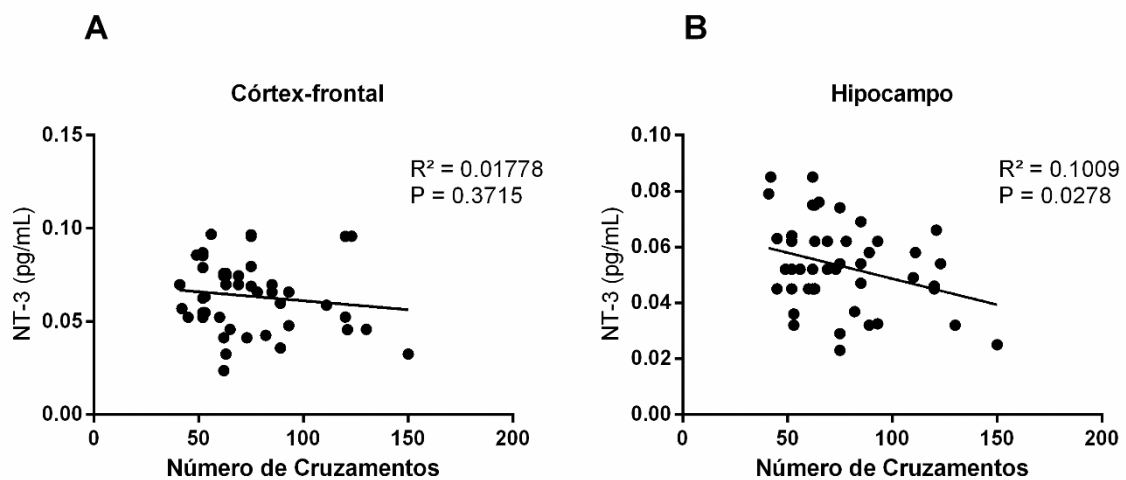 A
Córtex-frontal
0.15
R² = 0.01778
P = 0.3715
0.10
NT-3 (pg/mL)
0.05
0.00
0
50
100
150
200
Número de Cruzamentos
B
Hipocampo
0.10
R² = 0.1009
P = 0.0278
0.08
0.06
NT-3 (pg/mL)
0.04
0.02
0.00
0
50
100
150
200
Número de Cruzamentos